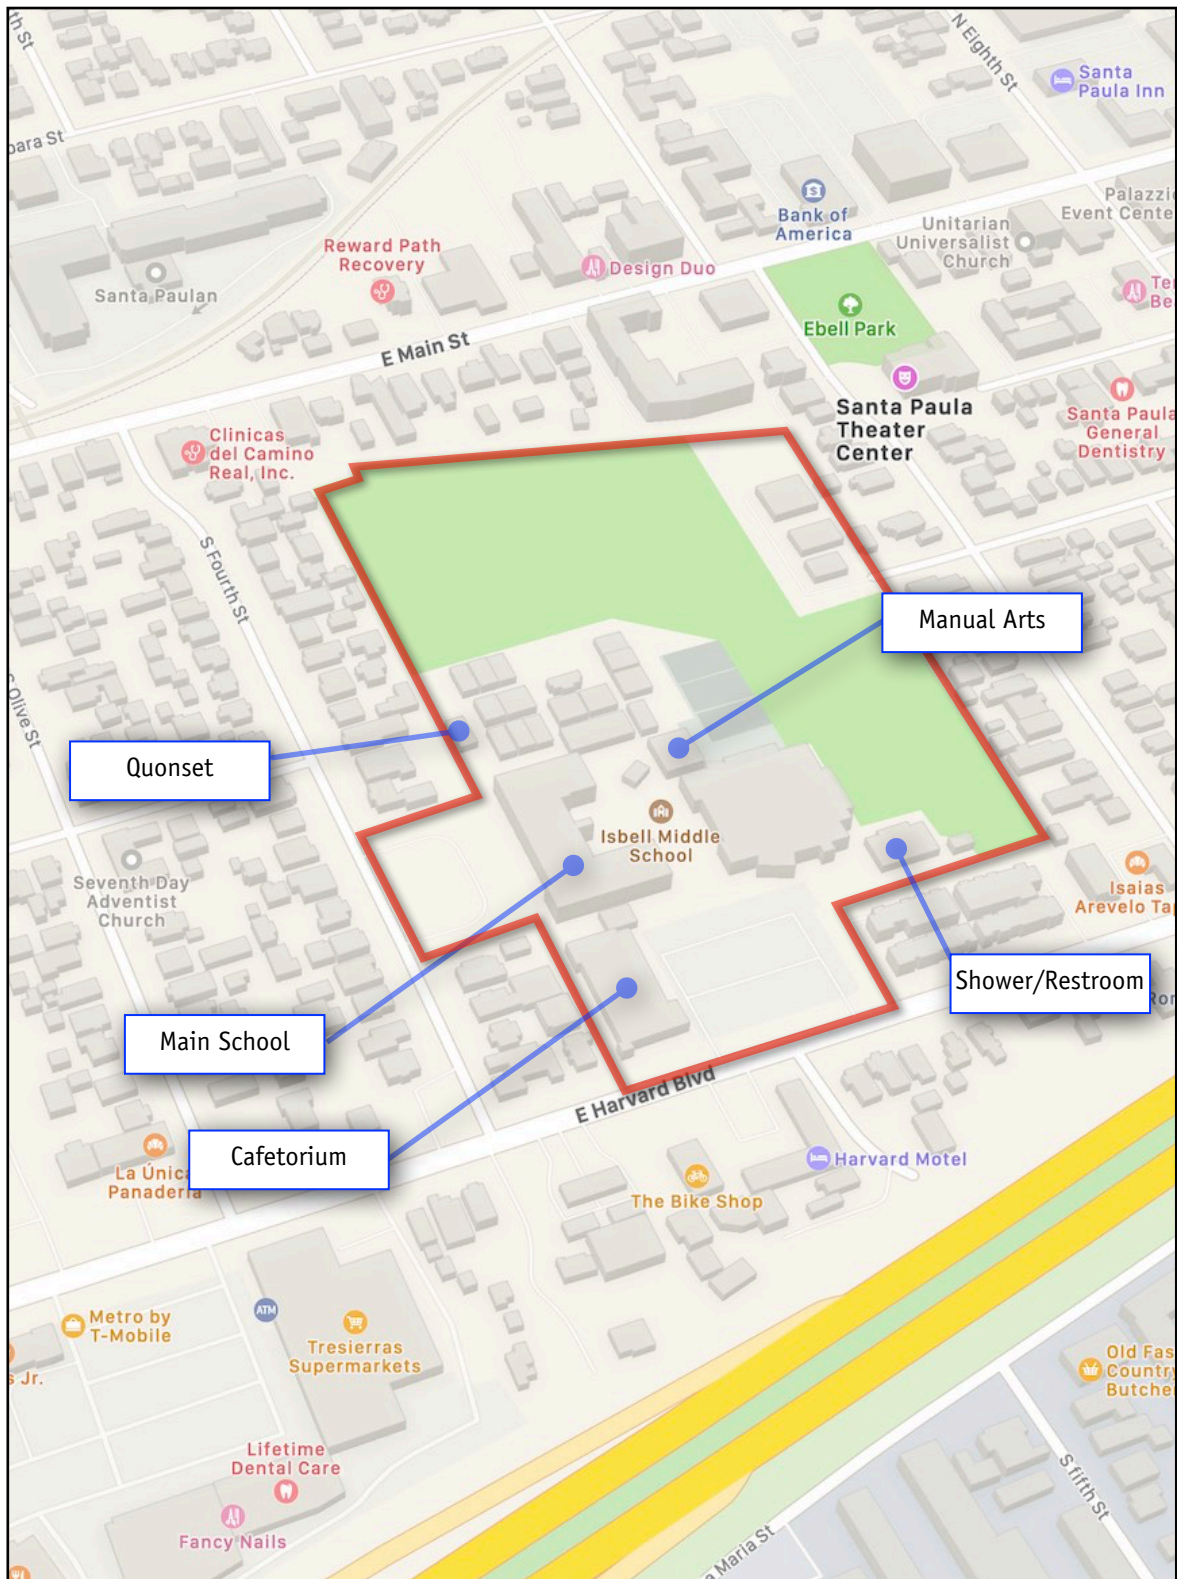 th St
N Eighth St
Santa
Paula Inn
bara St
Bank of
America
Palazzi
Event Cente
Unitarian
Universalist
Church
Reward Path
Recovery
Design Duo
Santa Paulan
Te
Be
Ebell Park
E Main St
Santa Paula
Theater
Center
Santa Paula
General
Dentistry
Clinicas
del Camino
Real, Inc.
S Fourth St
Manual Arts
S Olive St
Quonset
Isbell Middle
School
Seventh Day
Adventist
Church
Isaias
Arevelo Ta
Shower/Restroom
Ror
Main School
E Harvard Blvd
Cafetorium
La Única
Panadería
Harvard Motel
The Bike Shop
ATM
Metro by
T-Mobile
Tresierras
Supermarkets
s Jr.
Old Fas
Country
Butche
Lifetime
Dental Care
S Fifth St
Fancy Nails
a Maria St